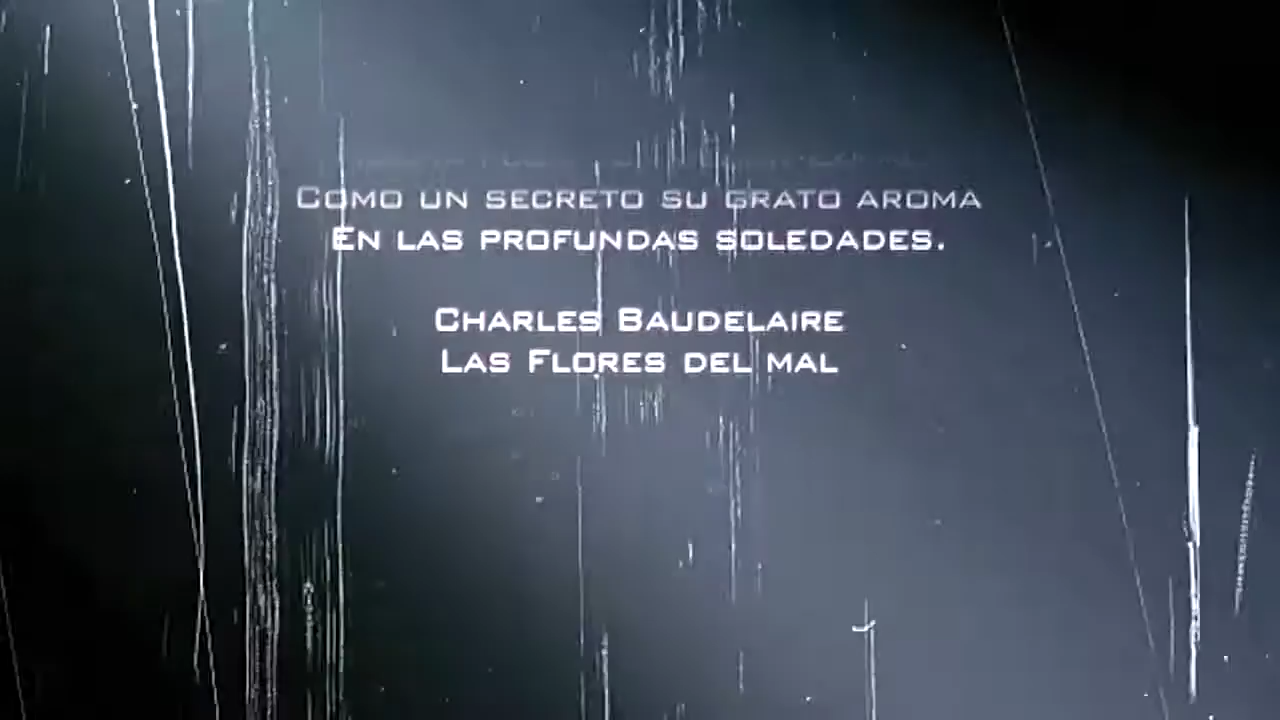 Como un secreto su grato aroma
En las profundas soledades.
Charles Baudelaire
Las Flores del mal